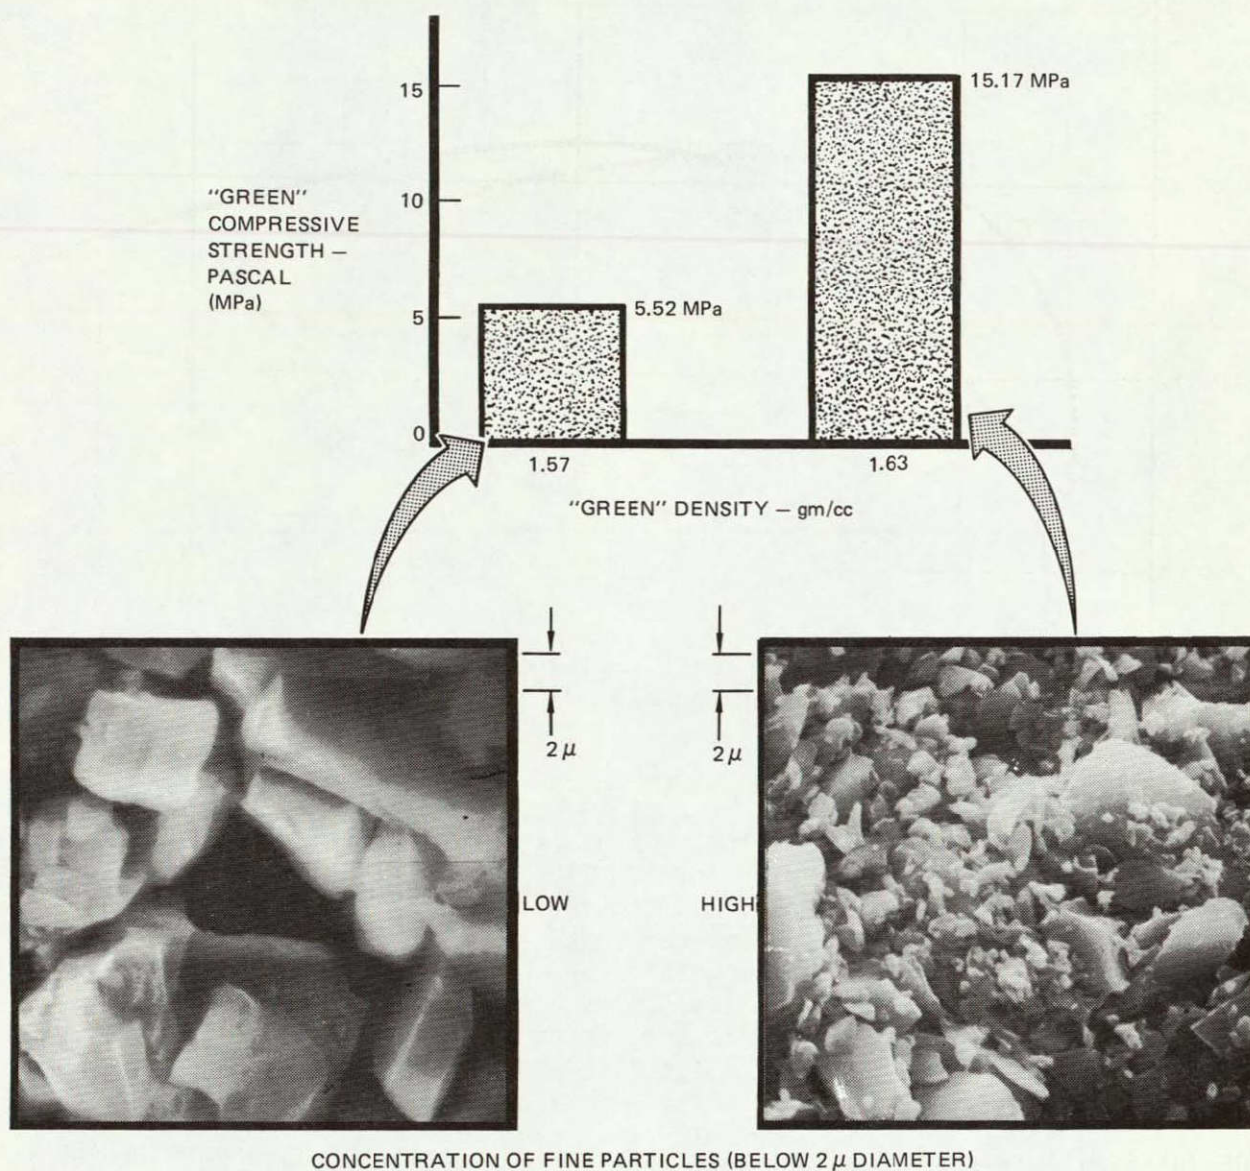 15
10
5
0
"GREEN"
COMPRESSIVE
STRENGTH —
PASCAL
(MPa)
5.52 MPa
15.17 MPa
1.57
1.63
"GREEN" DENSITY — gm/cc
2 μ
2 μ
LOW
HIGH
CONCENTRATION OF FINE PARTICLES (BELOW 2 μ DIAMETER)